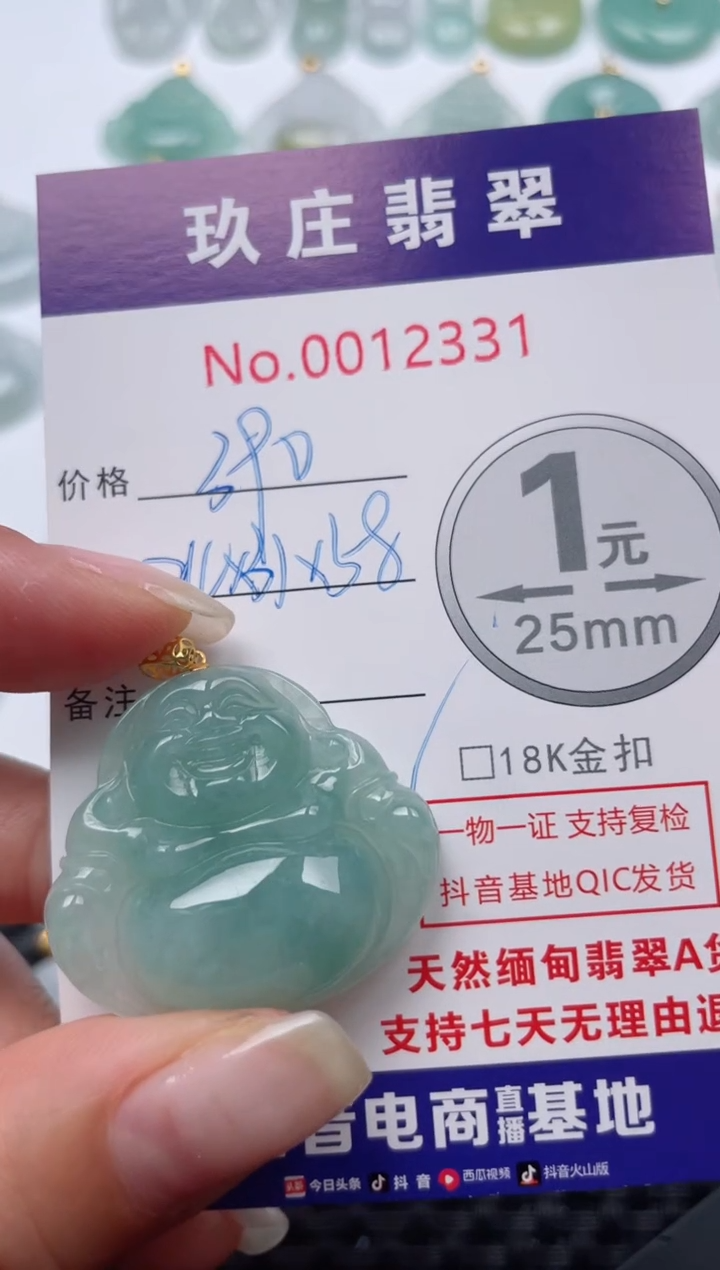 玖庄翡翠
No.0012331
价格
备注
1元
25mm
□18K金扣
一物一证 支持复检
抖音基地QIC发货
天然缅甸翡翠A货
支持七天无理由退
音电商直播基地
今日头条 抖音 西瓜视频 抖音火山版